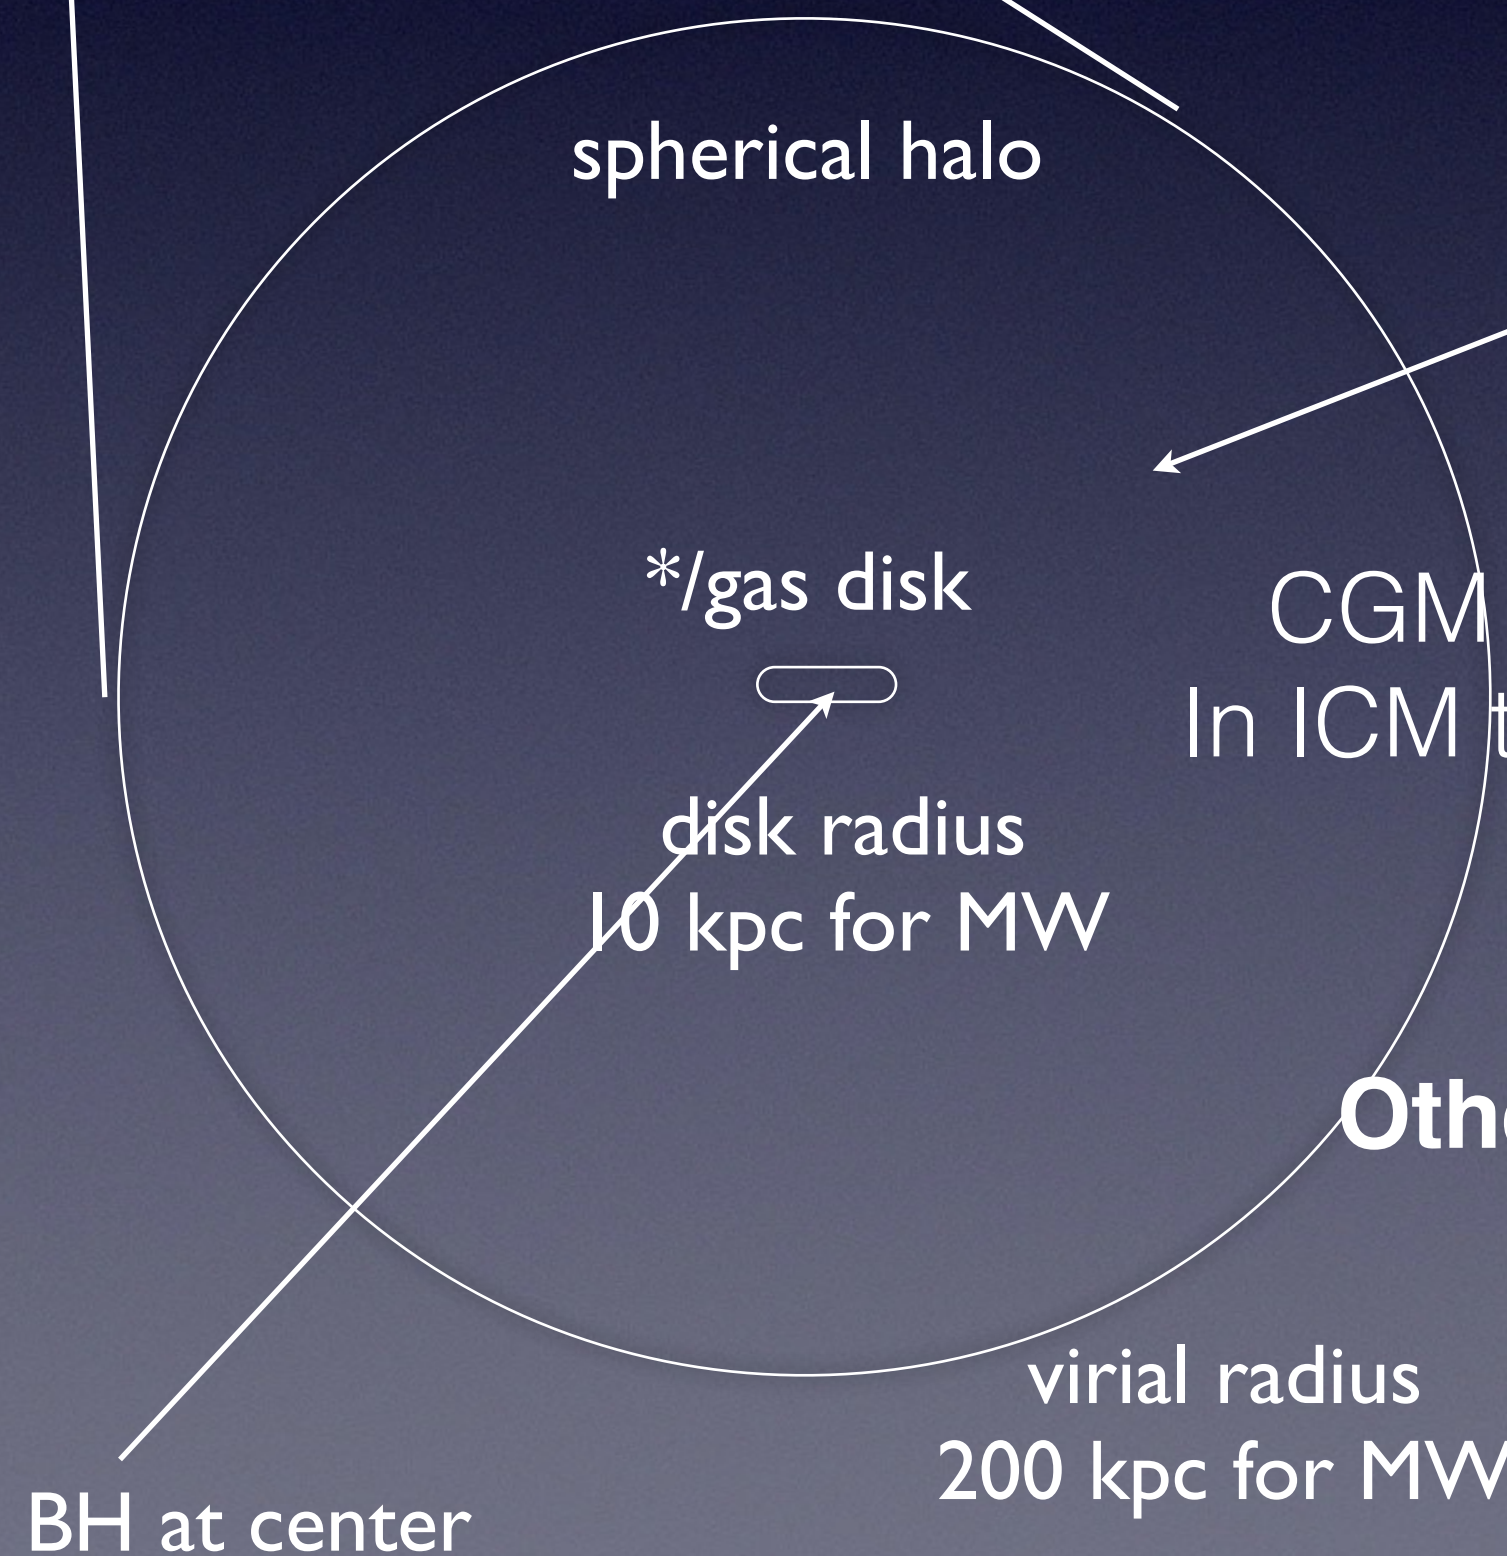 spherical halo
*/gas disk
CGM
In ICM
disk radius
10 kpc for MW
virial radius
200 kpc for MW
BH at center